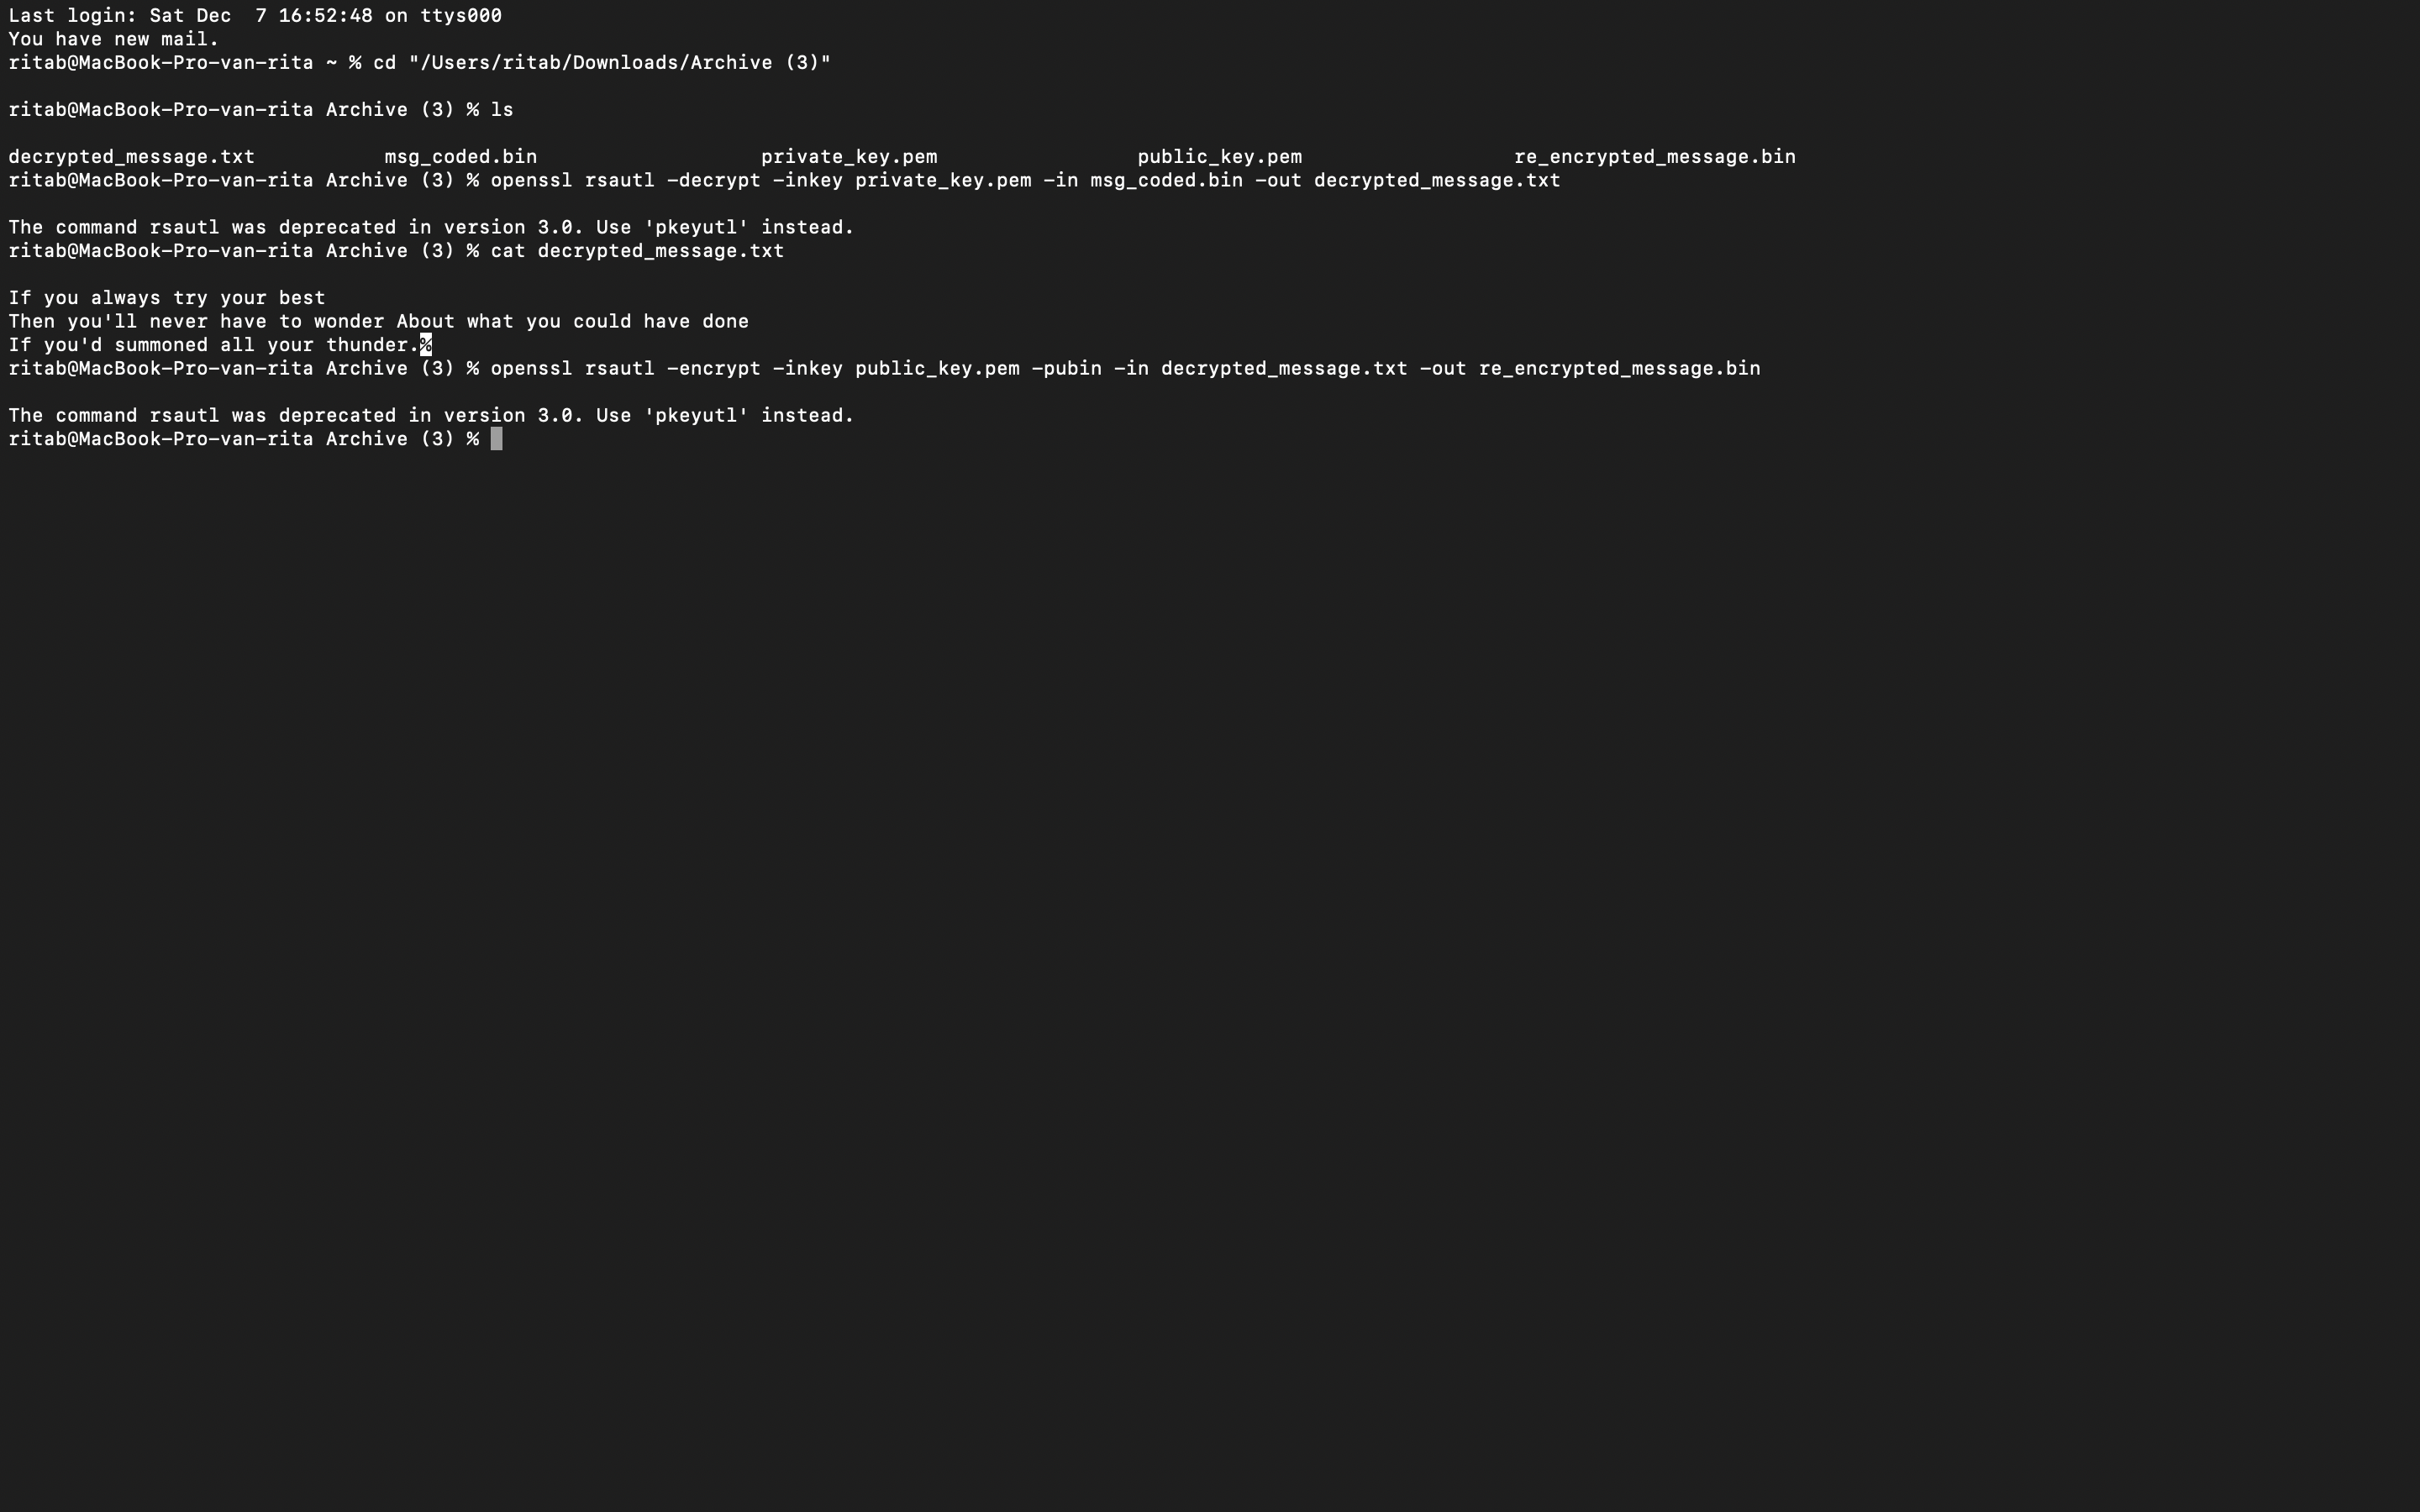 Last login: Sat Dec  7 16:52:48 on ttys000
You have new mail.
ritab@MacBook-Pro-van-rita ~ % cd "/Users/ritab/Downloads/Archive (3)"
ritab@MacBook-Pro-van-rita Archive (3) % ls
decrypted_message.txt           msg_coded.bin                   private_key.pem                 public_key.pem                  re_encrypted_message.bin
ritab@MacBook-Pro-van-rita Archive (3) % openssl rsautl -decrypt -inkey private_key.pem -in msg_coded.bin -out decrypted_message.txt
The command rsautl was deprecated in version 3.0. Use 'pkeyutl' instead.
ritab@MacBook-Pro-van-rita Archive (3) % cat decrypted_message.txt
If you always try your best
Then you'll never have to wonder About what you could have done
If you'd summoned all your thunder.%
ritab@MacBook-Pro-van-rita Archive (3) % openssl rsautl -encrypt -inkey public_key.pem -pubin -in decrypted_message.txt -out re_encrypted_message.bin
The command rsautl was deprecated in version 3.0. Use 'pkeyutl' instead.
ritab@MacBook-Pro-van-rita Archive (3) %